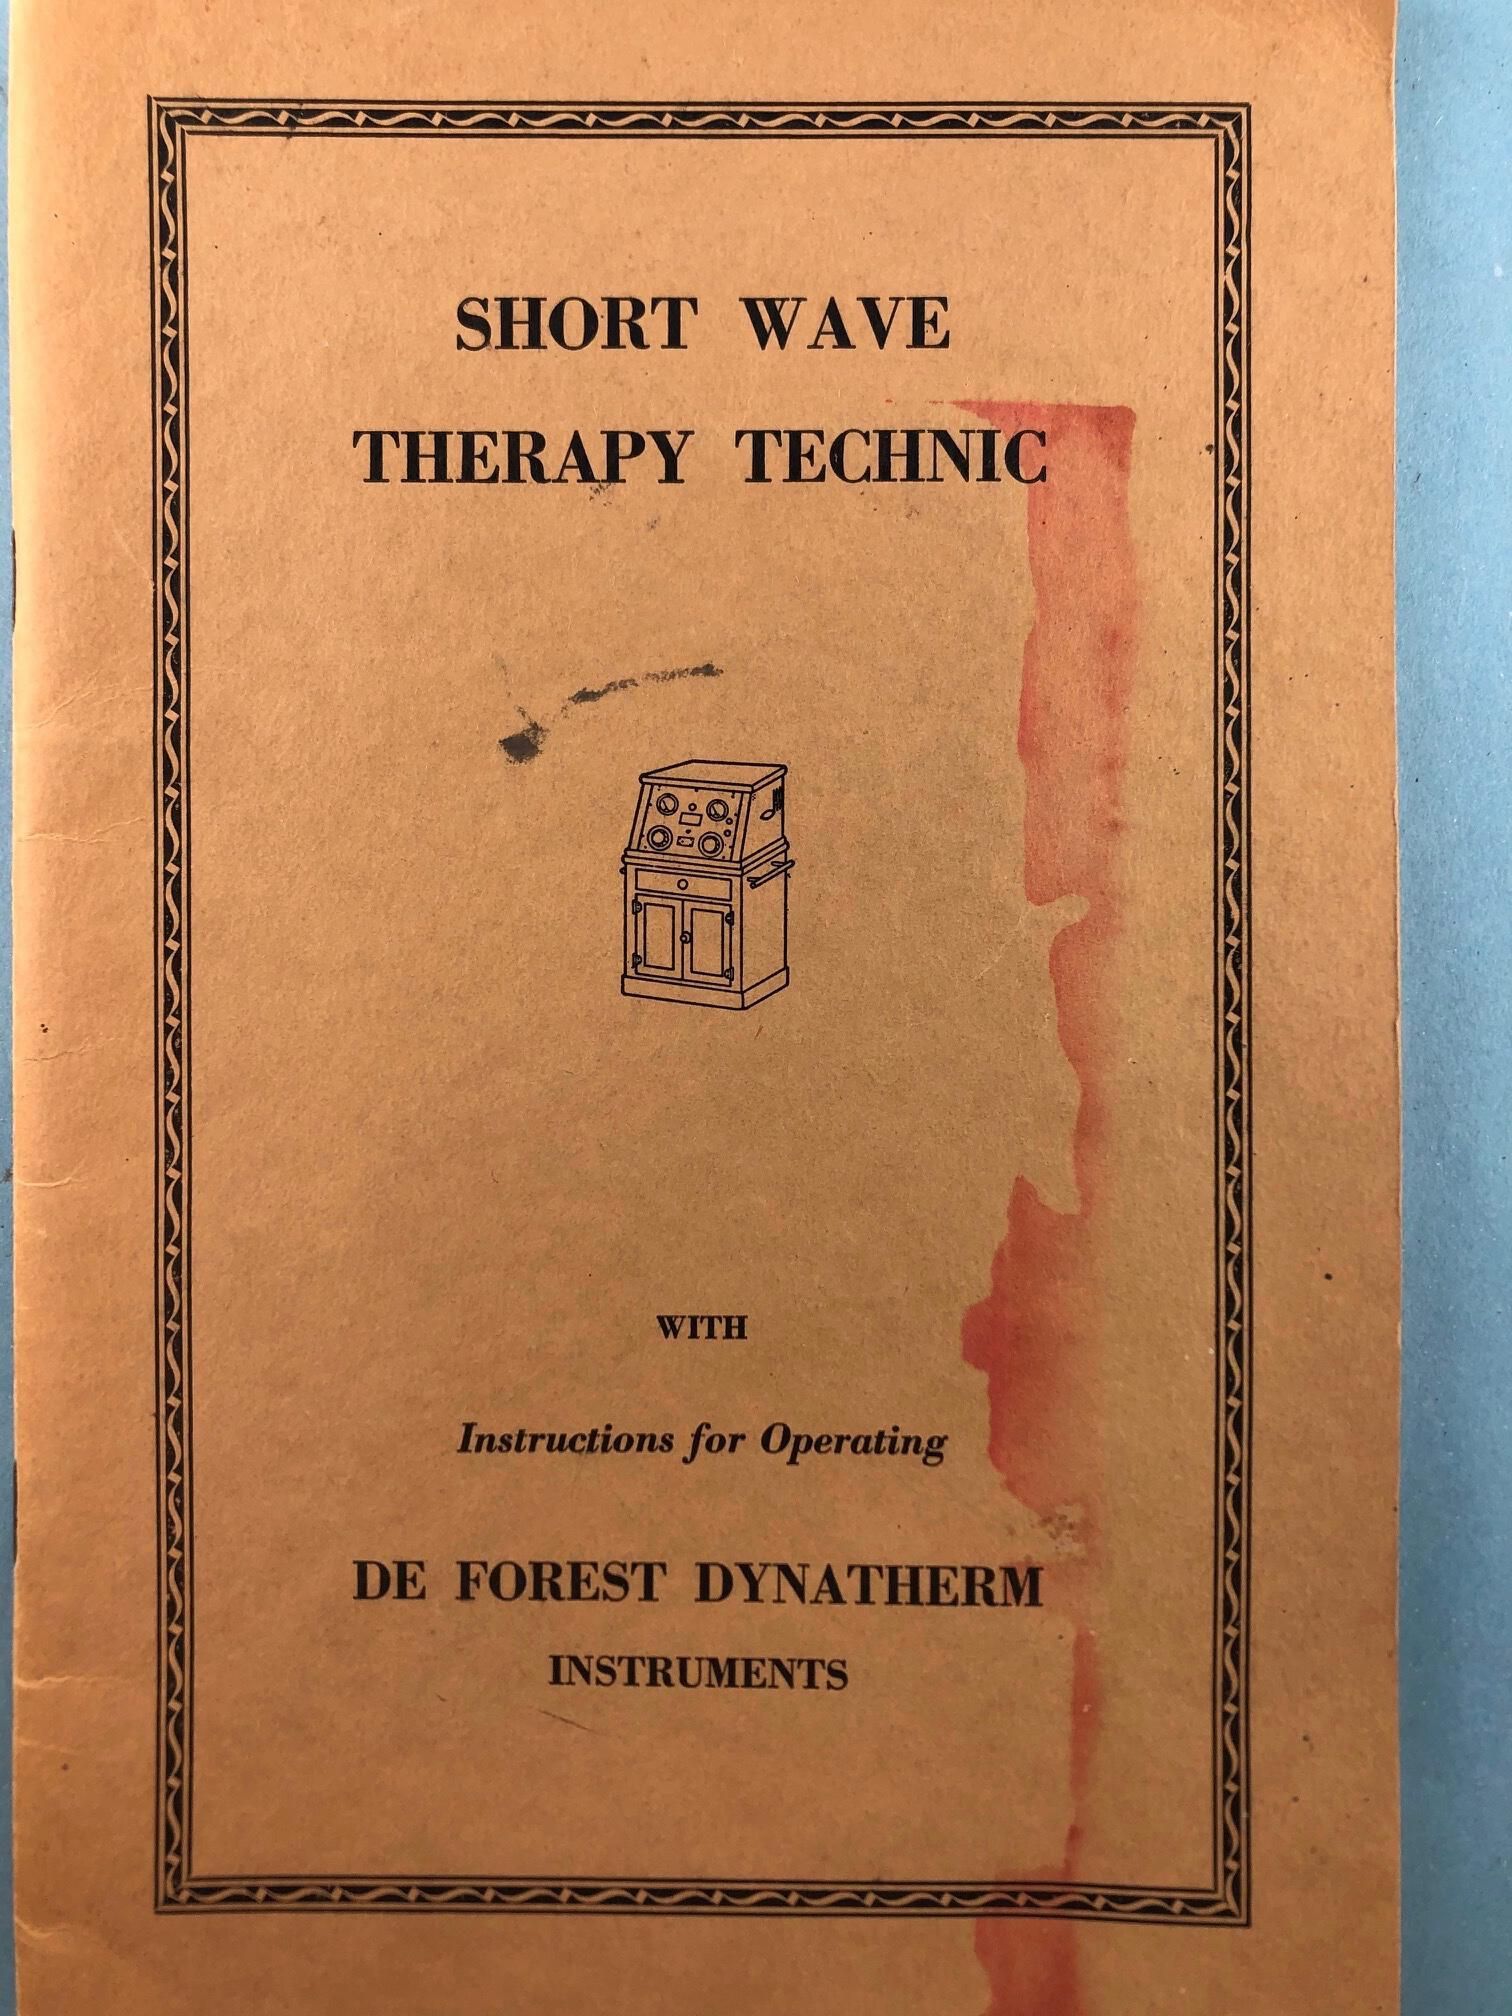 SHORT WAVE
THERAPY TECHNIC
WITH
Instructions for Operating
DE FOREST DYNATHERM
INSTRUMENTS